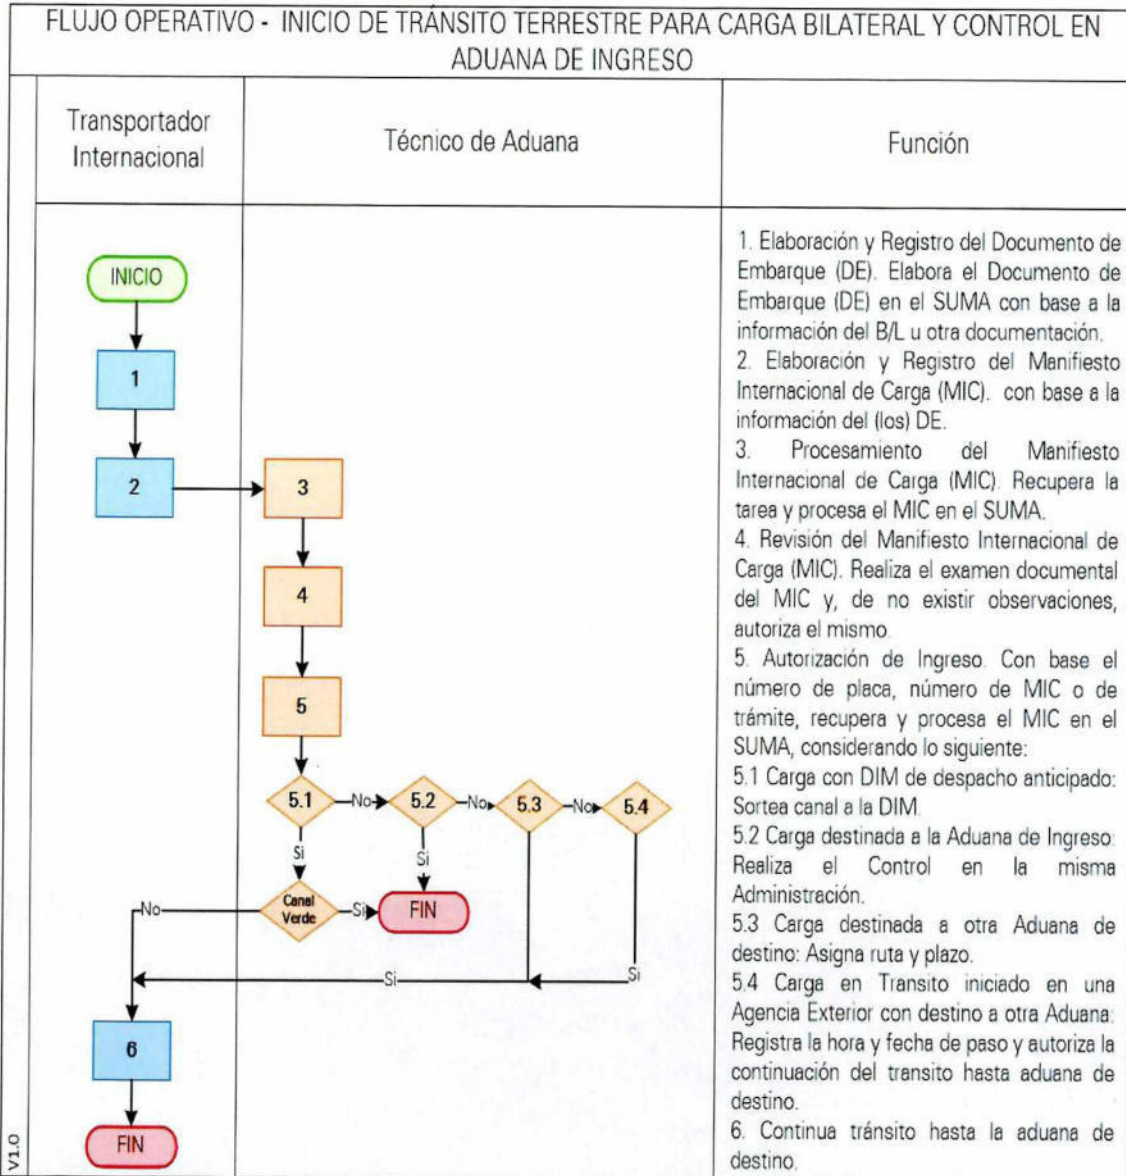 FLUJO OPERATIVO - INICIO DE TRÁNSITO TERRESTRE PARA CARGA BILATERAL Y CONTROL EN
ADUANA DE INGRESO
Transportador
Internacional
Técnico de Aduana
Función
INICIO
1
2
3
4
5
5.1
No
5.2
No
5.3
No
5.4
Si
Si
Canal
Verde
Si
FIN
No
Si
Si
6
FIN
1. Elaboración y Registro del Documento de
Embarque (DE). Elabora el Documento de
Embarque (DE) en el SUMA con base a la
información del B/L u otra documentación.
2. Elaboración y Registro del Manifiesto
Internacional de Carga (MIC). con base a la
información del (los) DE.
3. Procesamiento del Manifiesto
Internacional de Carga (MIC). Recupera la
tarea y procesa el MIC en el SUMA.
4. Revisión del Manifiesto Internacional de
Carga (MIC). Realiza el examen documental
del MIC y, de no existir observaciones,
autoriza el mismo.
5. Autorización de Ingreso. Con base el
número de placa, número de MIC o de
trámite, recupera y procesa el MIC en el
SUMA, considerando lo siguiente:
5.1 Carga con DIM de despacho anticipado:
Sortea canal a la DIM.
5.2 Carga destinada a la Aduana de Ingreso:
Realiza el Control en la misma
Administración.
5.3 Carga destinada a otra Aduana de
destino: Asigna ruta y plazo.
5.4 Carga en Transito iniciado en una
Agencia Exterior con destino a otra Aduana:
Registra la hora y fecha de paso y autoriza la
continuación del transito hasta aduana de
destino.
6. Continua tránsito hasta la aduana de
destino.
V1.0